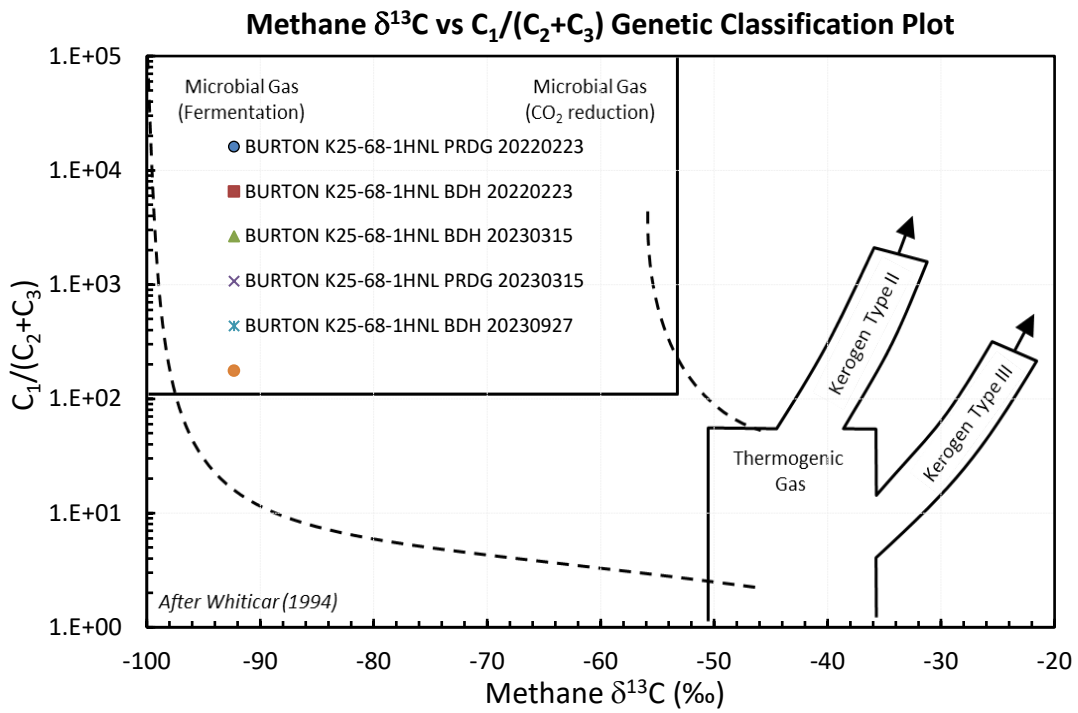 Methane δ¹³C vs C₁/(C₂+C₃) Genetic Classification Plot
1.E+05
1.E+04
1.E+03
1.E+02
1.E+01
1.E+00
C₁/(C₂+C₃)
Microbial Gas
(Fermentation)
Microbial Gas
(CO₂ reduction)
BURTON K25-68-1HNL PRDG 20220223
BURTON K25-68-1HNL BDH 20220223
BURTON K25-68-1HNL BDH 20230315
BURTON K25-68-1HNL PRDG 20230315
BURTON K25-68-1HNL BDH 20230927
Kerogen Type II
Kerogen Type III
Thermogenic
Gas
After Whiticar (1994)
-100 -90 -80 -70 -60 -50 -40 -30 -20
Methane δ¹³C (‰)